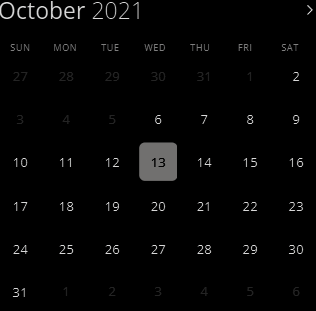 October 2021
SUN MON TUE WED THU FRI SAT
27 28 29 30 31 1 2
3 4 5 6 7 8 9
10 11 12 13 14 15 16
17 18 19 20 21 22 23
24 25 26 27 28 29 30
31 1 2 3 4 5 6